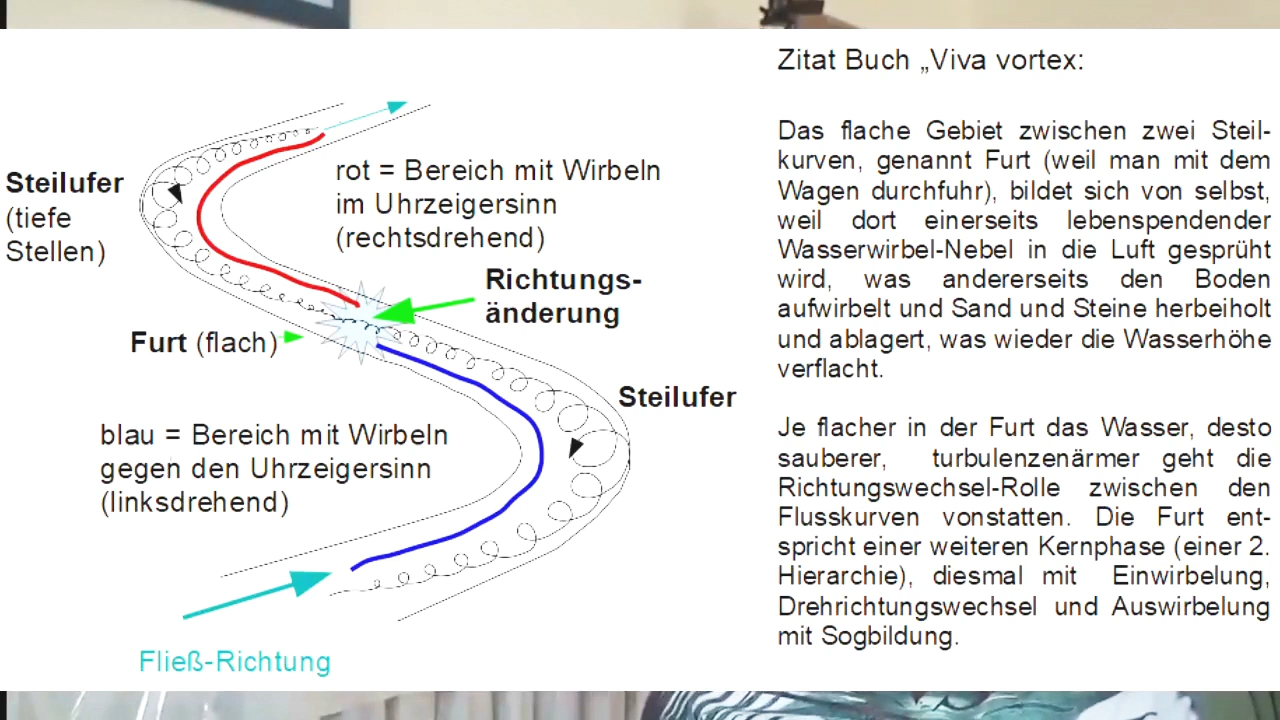 Zitat Buch „Viva vortex:
Das flache Gebiet zwischen zwei Steil-
kurven, genannt Furt (weil man mit dem
Wagen durchfuhr), bildet sich von selbst,
weil dort einerseits lebenspendender
Wasserwirbel-Nebel in die Luft gesprüht
wird, was andererseits den Boden
aufwirbelt und Sand und Steine herbeiholt
und ablagert, was wieder die Wasserhöhe
verflacht.
Je flacher in der Furt das Wasser, desto
sauberer, turbulenzenärmer geht die
Richtungswechsel-Rolle zwischen den
Flusskurven vonstatten. Die Furt ent-
spricht einer weiteren Kernphase (einer 2.
Hierarchie), diesmal mit Einwirbelung,
Drehrichtungswechsel und Auswirbelung
mit Sogbildung.
Steilufer
(tiefe
Stellen)
rot = Bereich mit Wirbeln
im Uhrzeigersinn
(rechtsdrehend)
Richtungs-
änderung
Furt (flach)
Steilufer
blau = Bereich mit Wirbeln
gegen den Uhrzeigersinn
(linksdrehend)
Fließ-Richtung